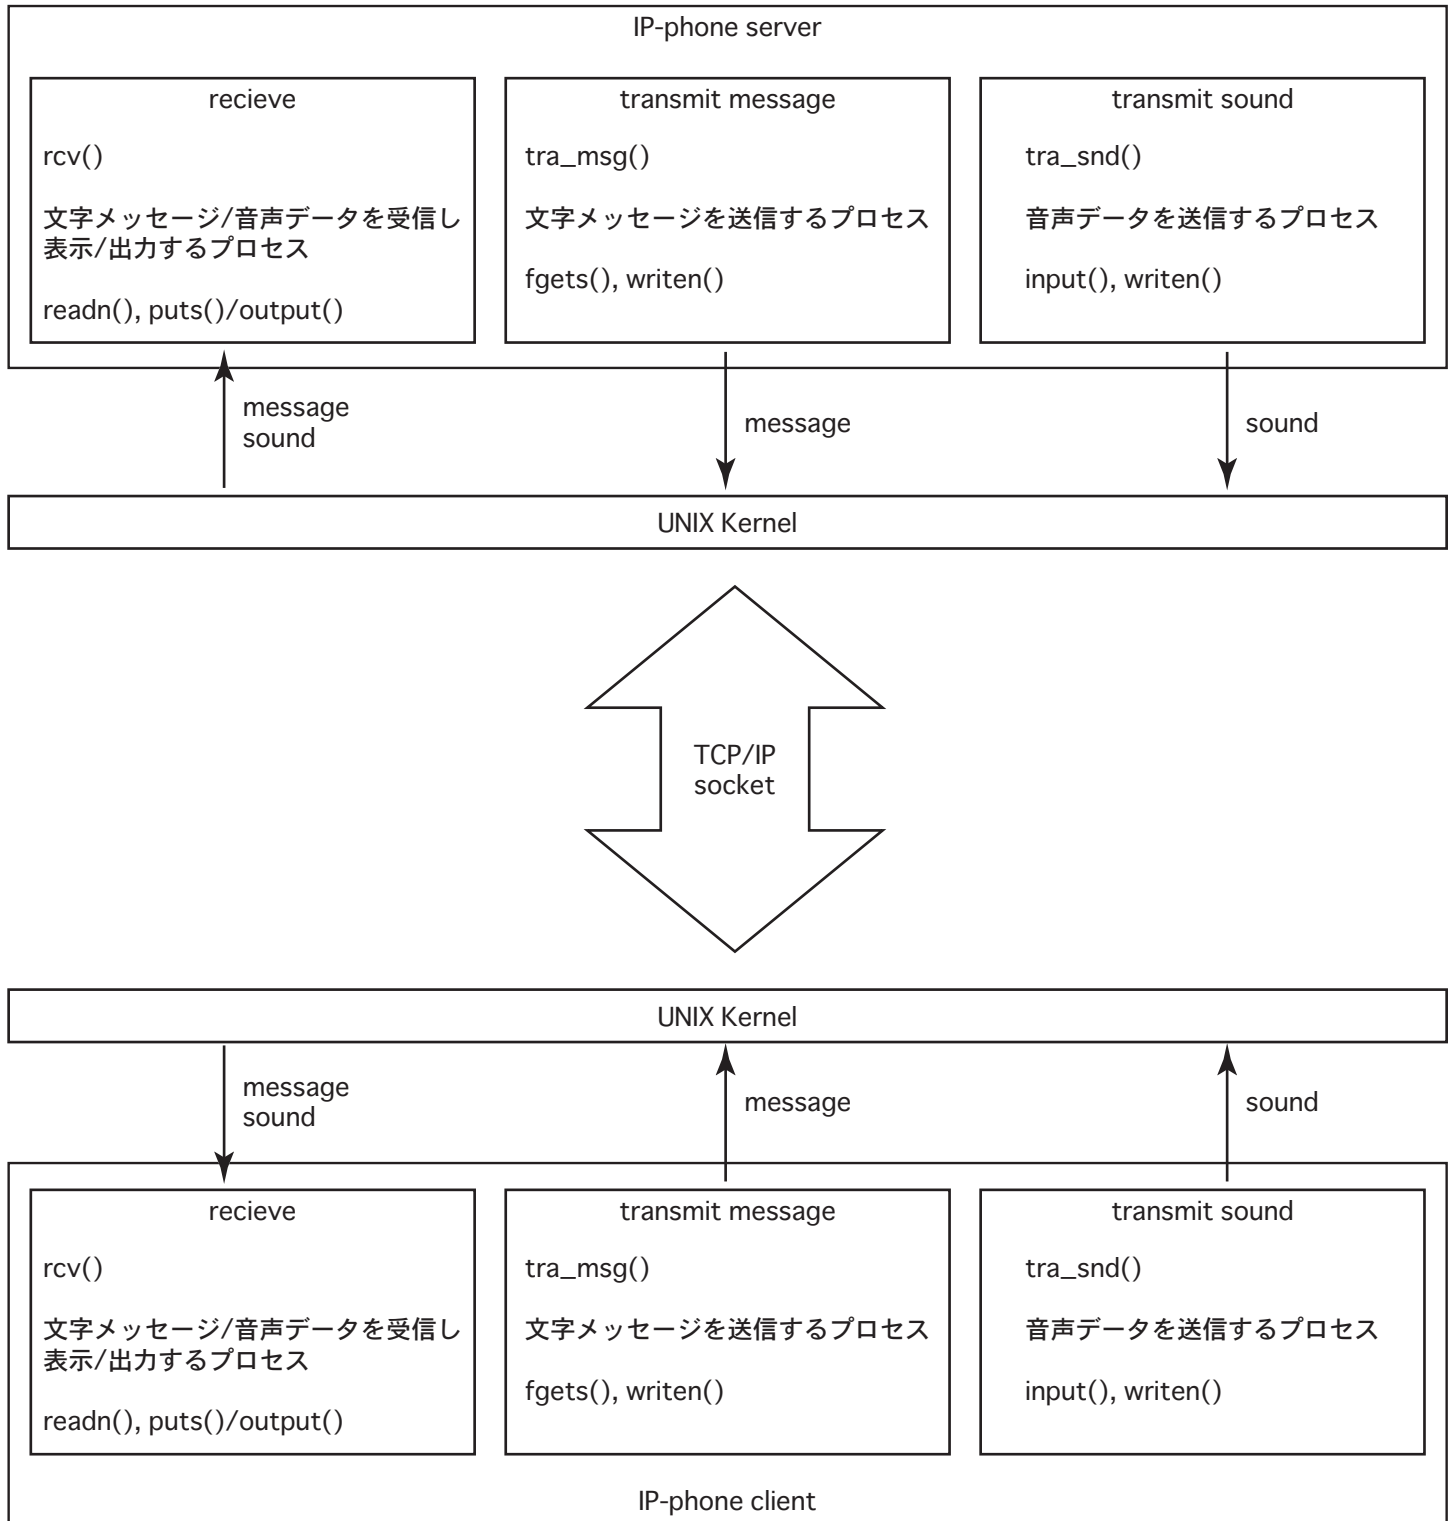 IP-phone server
recieve
rcv()
文字メッセージ/音声データを受信し
表示/出力するプロセス
readn(), puts()/output()
transmit message
tra_msg()
文字メッセージを送信するプロセス
fgets(), writen()
transmit sound
tra_snd()
音声データを送信するプロセス
input(), writen()
message
sound
message
sound
UNIX Kernel
TCP/IP
socket
UNIX Kernel
message
sound
message
sound
recieve
rcv()
文字メッセージ/音声データを受信し
表示/出力するプロセス
readn(), puts()/output()
transmit message
tra_msg()
文字メッセージを送信するプロセス
fgets(), writen()
transmit sound
tra_snd()
音声データを送信するプロセス
input(), writen()
IP-phone client